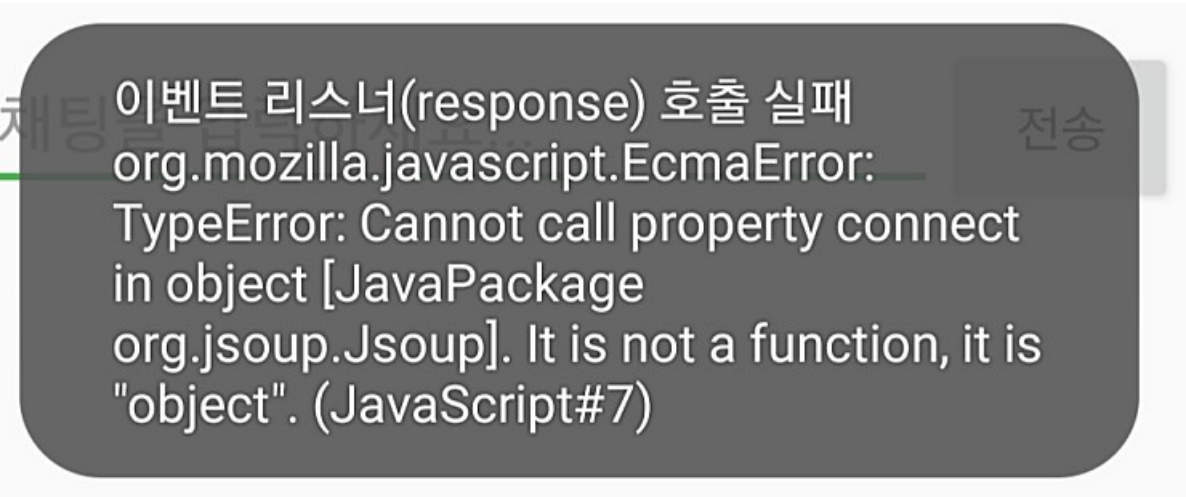 이벤트 리스너(response) 호출 실패
org.mozilla.javascript.EcmaError:
TypeError: Cannot call property connect
in object [JavaPackage
org.jsoup.Jsoup]. It is not a function, it is
"object". (JavaScript#7)
전송